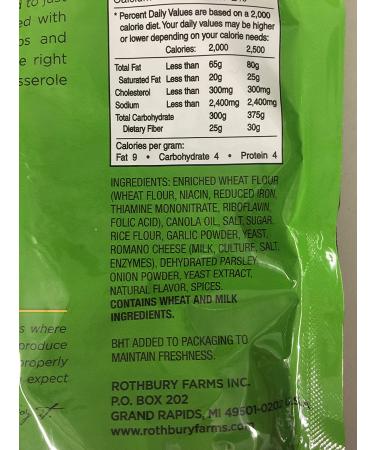 to just
ed with
ps and
e right
sserole
* Percent Daily Values are based on a 2,000
calorie diet. Your daily values may be higher
or lower depending on your calorie needs:
Calories: 2,000 2,500
Total Fat Less than 65g 80g
Saturated Fat Less than 20g 25g
Cholesterol Less than 300mg 300mg
Sodium Less than 2,400mg 2,400mg
Total Carbohydrate 300g 375g
Dietary Fiber 25g 30g
Calories per gram:
Fat 9 • Carbohydrate 4 • Protein 4
INGREDIENTS: ENRICHED WHEAT FLOUR
(WHEAT FLOUR, NIACIN, REDUCED IRON,
THIAMINE MONONITRATE, RIBOFLAVIN,
FOLIC ACID), CANOLA OIL, SALT, SUGAR,
RICE FLOUR, GARLIC POWDER, YEAST,
ROMANO CHEESE (MILK, CULTURE, SALT,
ENZYMES), DEHYDRATED PARSLEY,
ONION POWDER, YEAST EXTRACT,
NATURAL FLAVOR, SPICES.
CONTAINS WHEAT AND MILK
INGREDIENTS.
BHT ADDED TO PACKAGING TO
MAINTAIN FRESHNESS.
s where
produce
properly
expect
ROTHBURY FARMS INC.
P.O. BOX 202
GRAND RAPIDS, MI 49501-0202
www.rothburyfarms.com